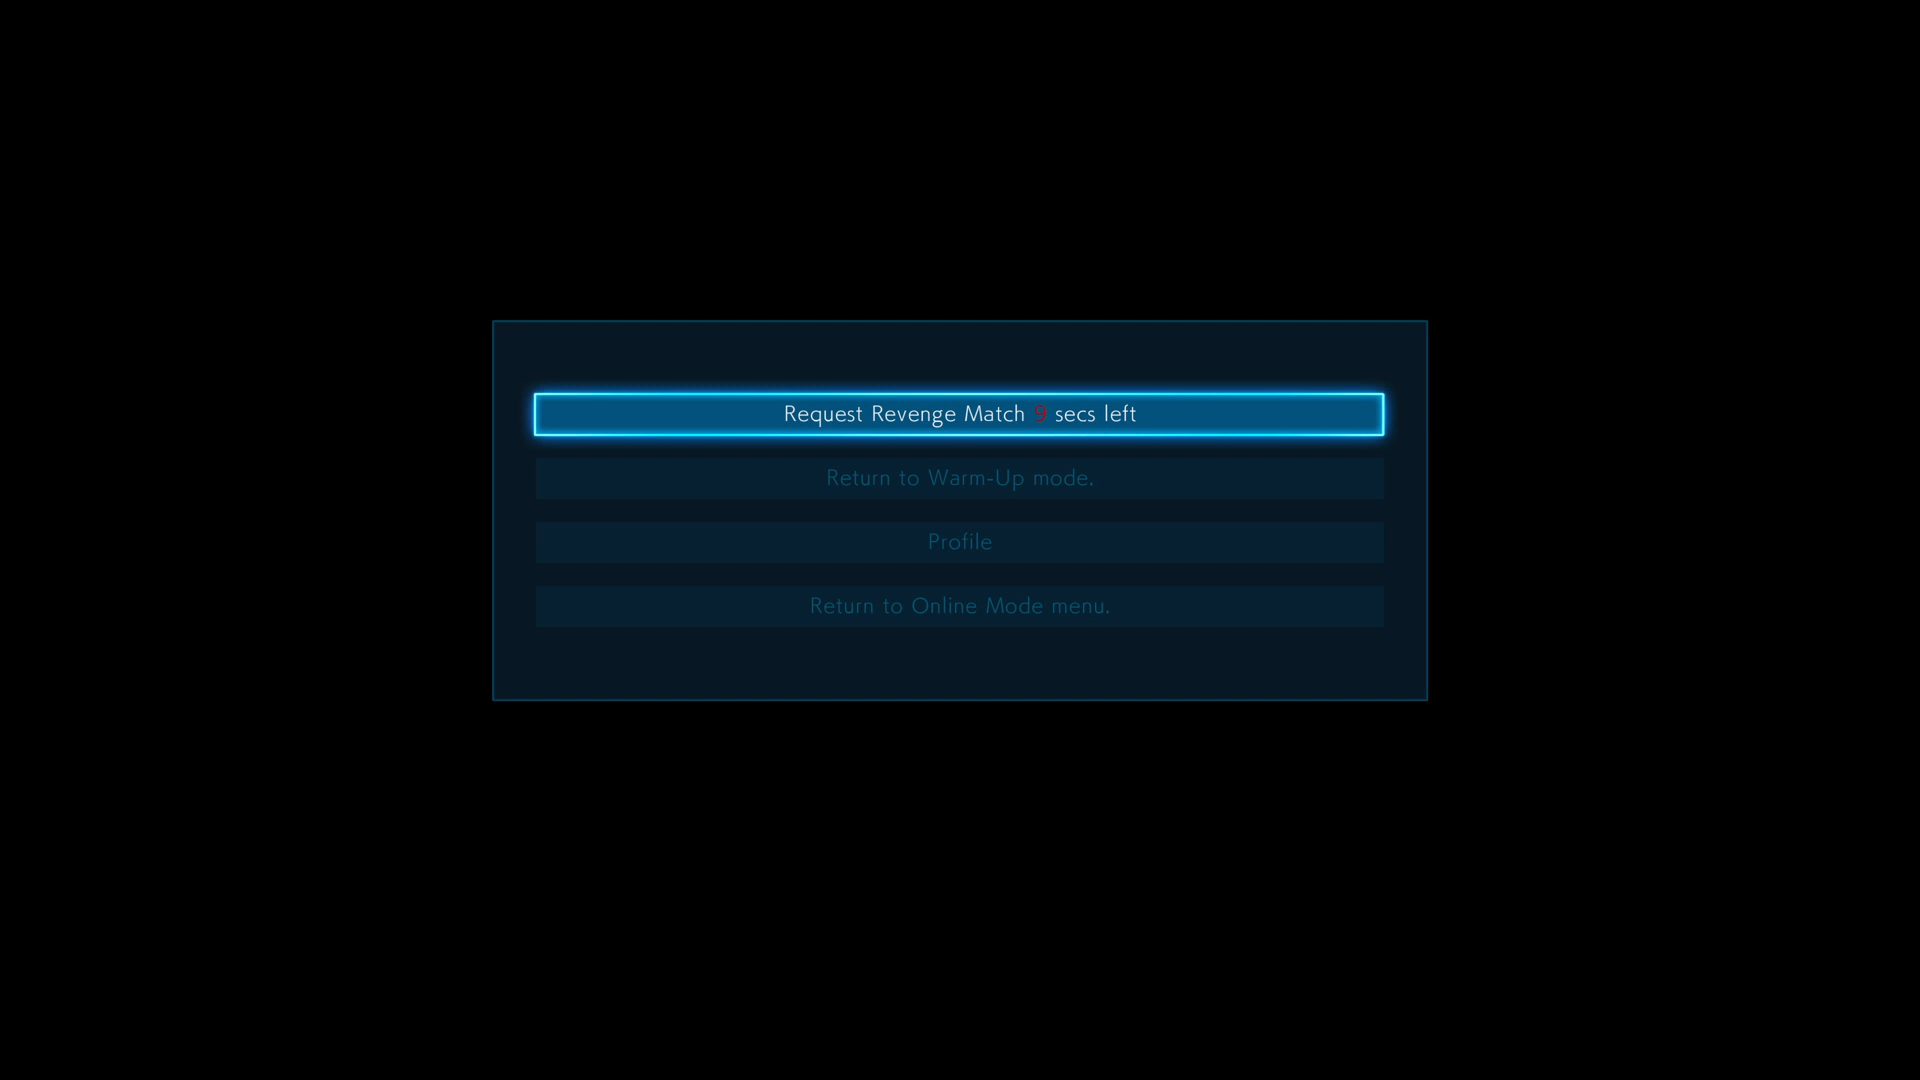 Request Revenge Match 9 secs left
Return to Warm-Up mode.
Profile
Return to Online Mode menu.